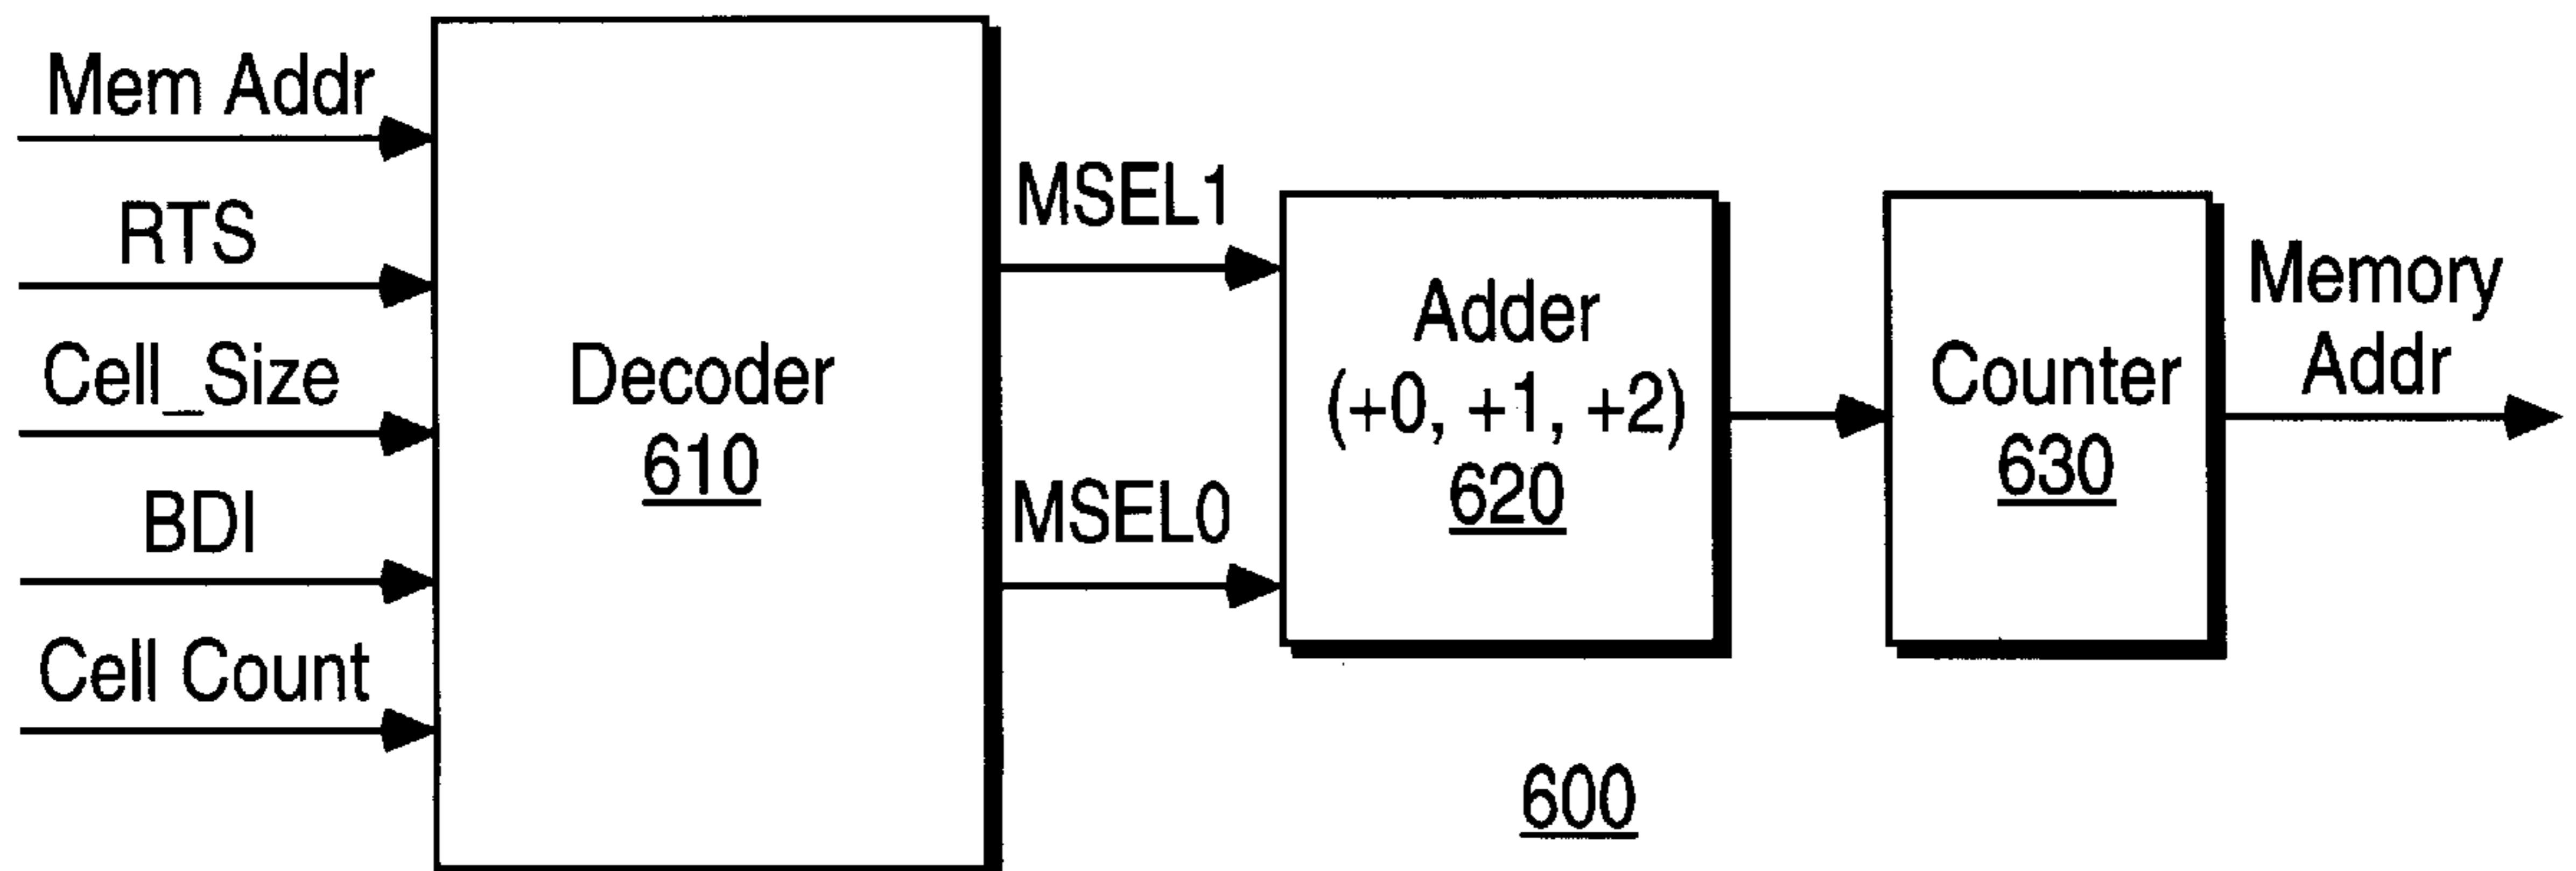 Mem Addr
RTS
Cell_Size
BDI
Cell Count
Decoder
610
MSEL1
MSEL0
Adder
(+0, +1, +2)
620
Counter
630
Memory
Addr
600